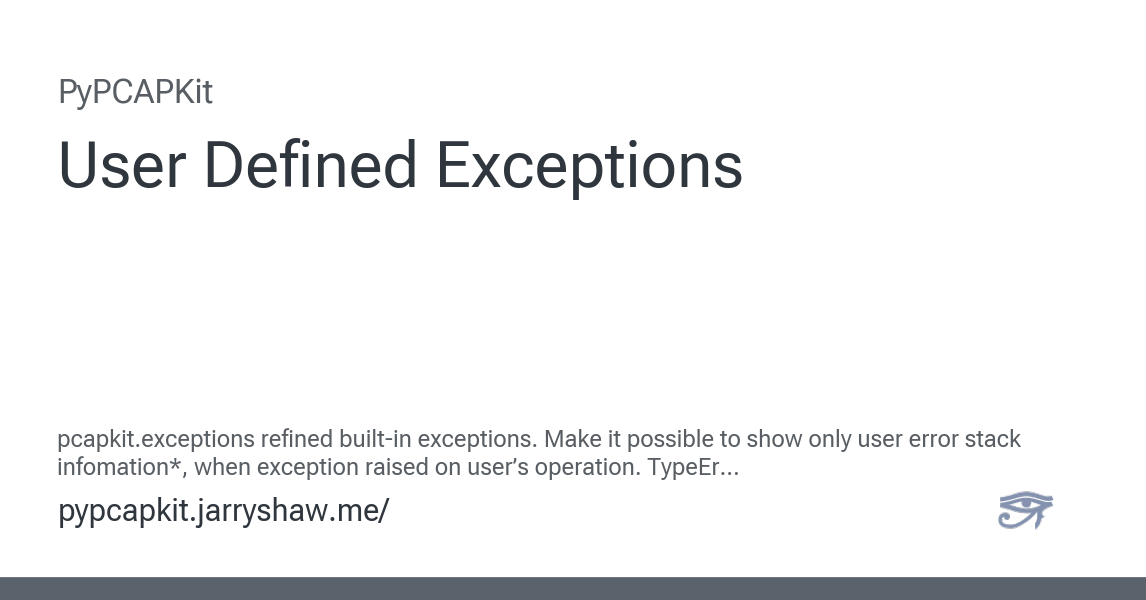 PyPCAPKit
User Defined Exceptions
pcapkit.exceptions refined built-in exceptions. Make it possible to show only user error stack
infomation*, when exception raised on user’s operation. TypeEr...
pypcapkit.jarryshaw.me/